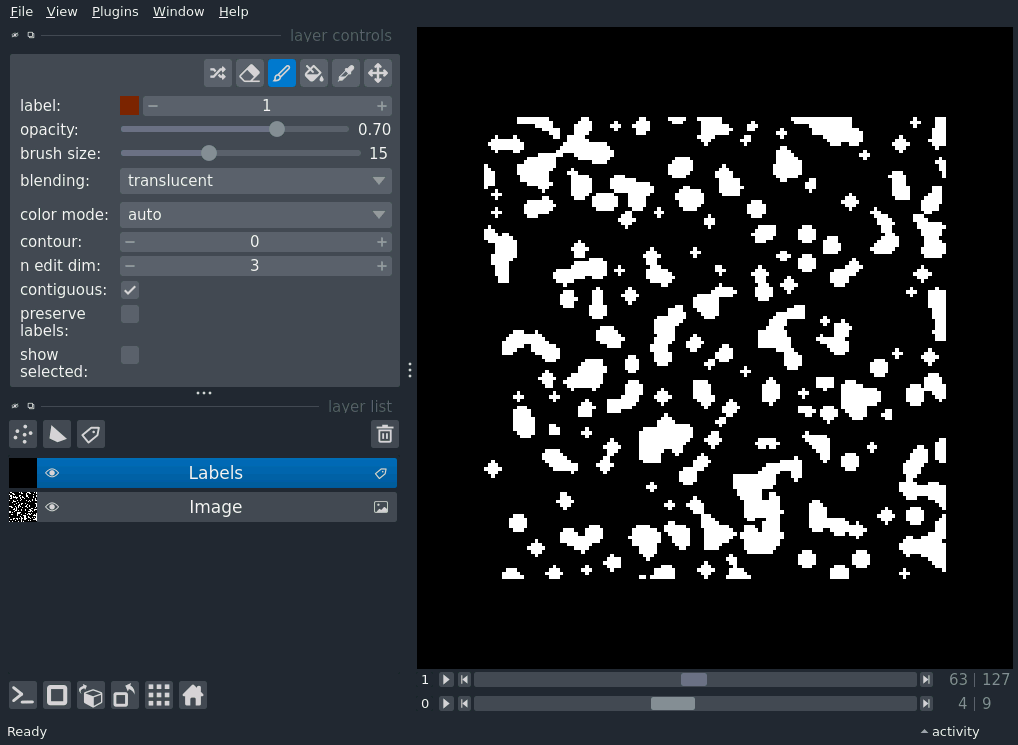 File View Plugins Window Help
layer controls
label: 1
opacity: 0.70
brush size: 15
blending: translucent
color mode: auto
contour: 0
n edit dim: 3
contiguous:
preserve
labels:
show
selected:
layer list
Labels
Image
1 63 | 127
0 4 | 9
Ready activity